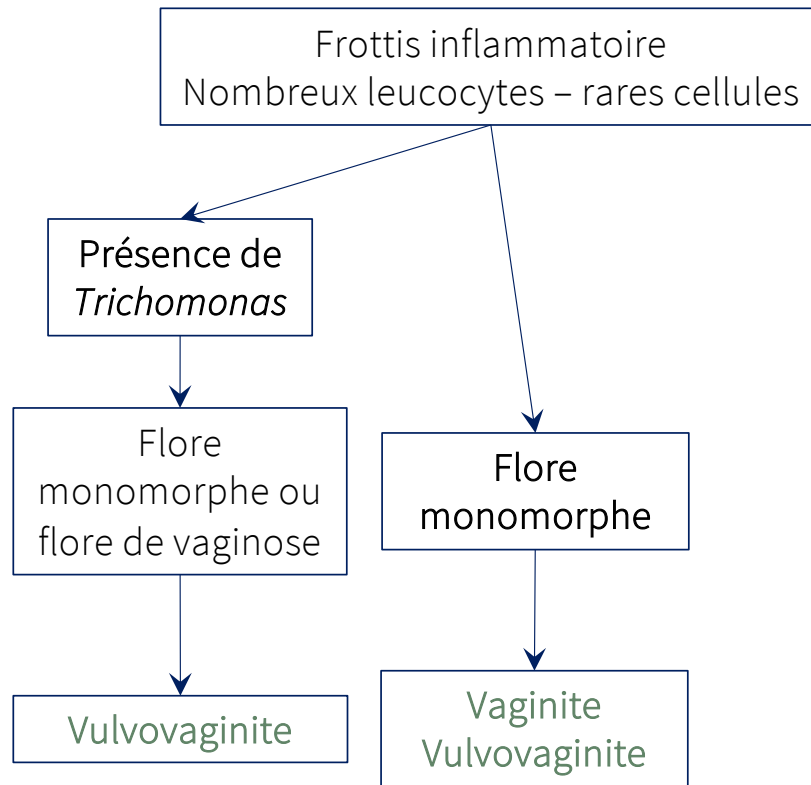 Frottis inflammatoire
Nombreux leucocytes – rares cellules
Présence de
Trichomonas
Flore
monomorphe ou
flore de vaginose
Flore
monomorphe
Vulvovaginite
Vaginite
Vulvovaginite